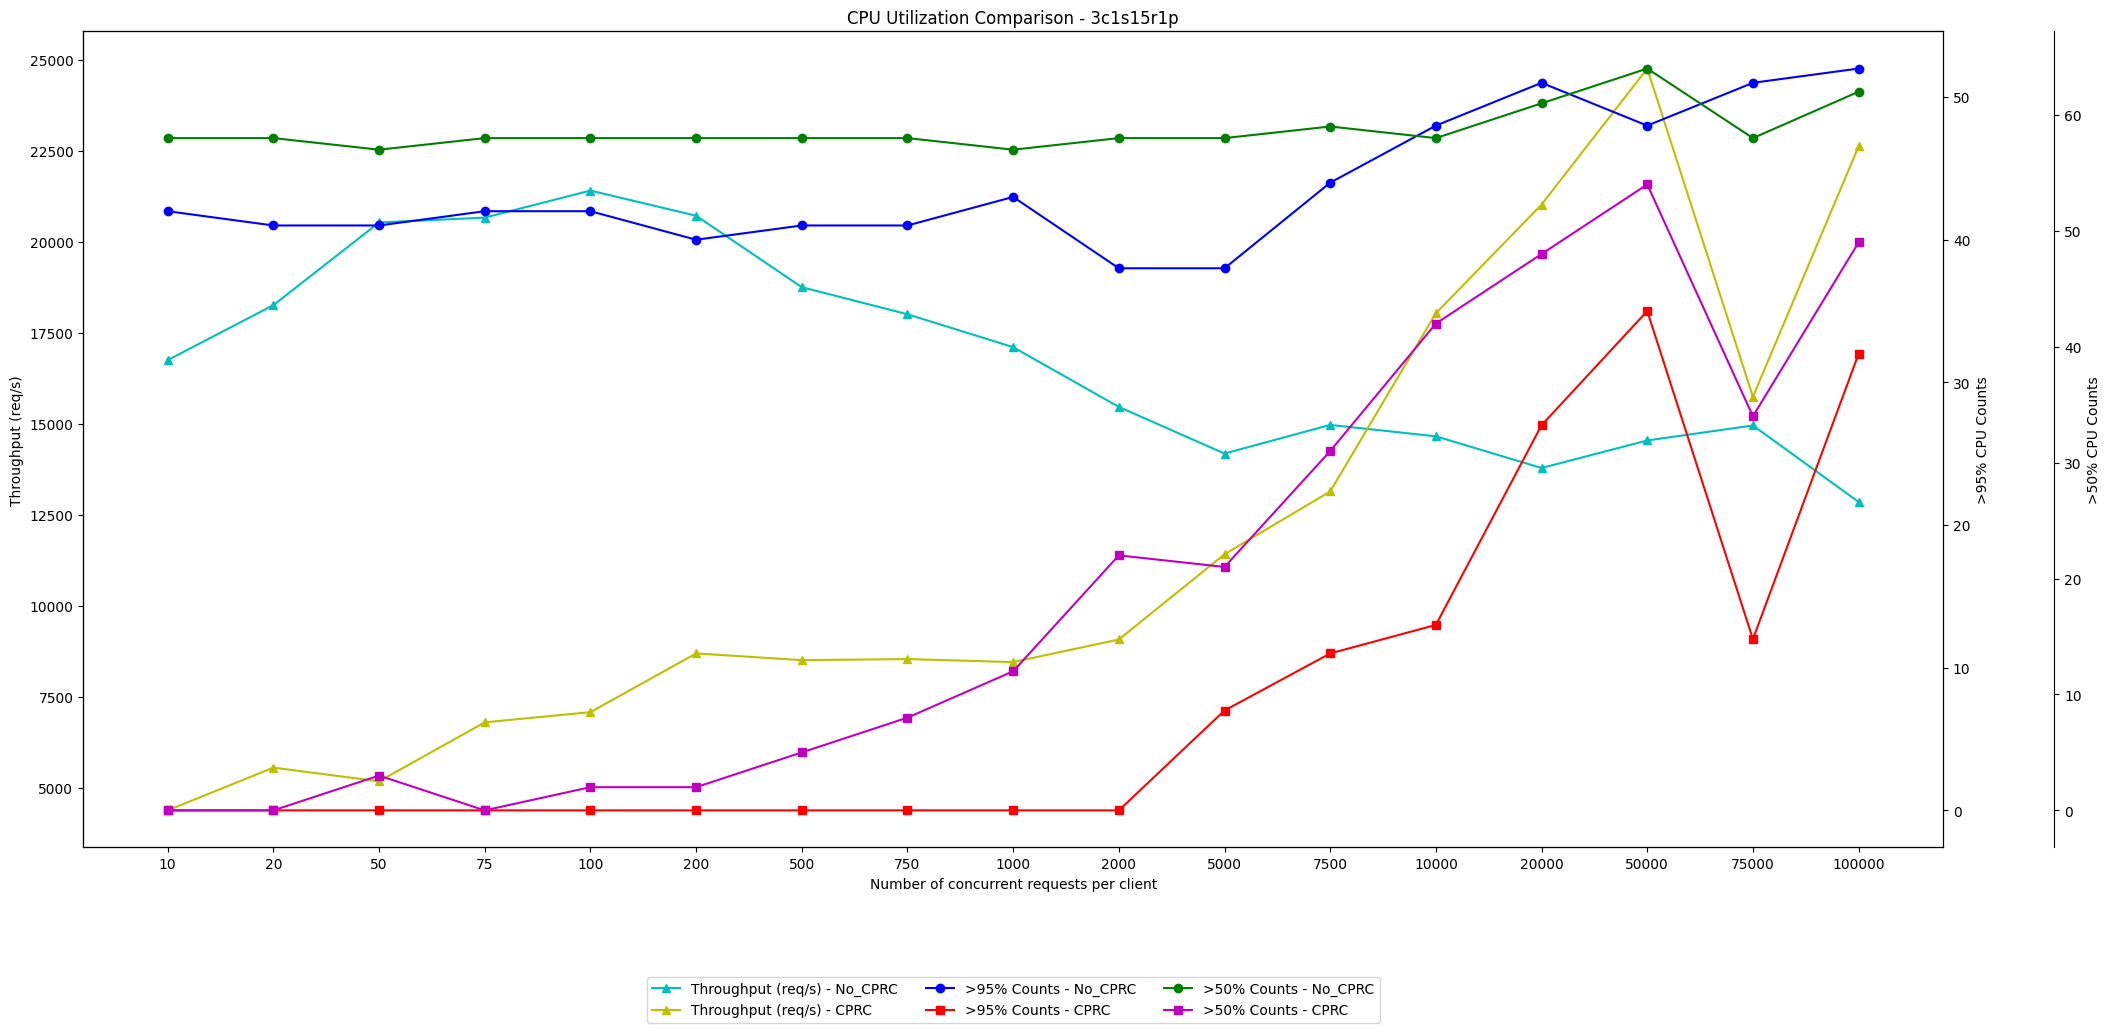 CPU Utilization Comparison - 3c1s15r1p
Throughput (req/s)
25000
22500
20000
17500
15000
12500
10000
7500
5000
50
40
30
20
10
0
>95% CPU Counts
60
50
40
30
20
10
0
>50% CPU Counts
10 20 50 75 100 200 500 750 1000 2000 5000 7500 10000 20000 50000 75000 100000
Number of concurrent requests per client
Throughput (req/s) - No_CPRC >95% Counts - No_CPRC >50% Counts - No_CPRC
Throughput (req/s) - CPRC >95% Counts - CPRC >50% Counts - CPRC